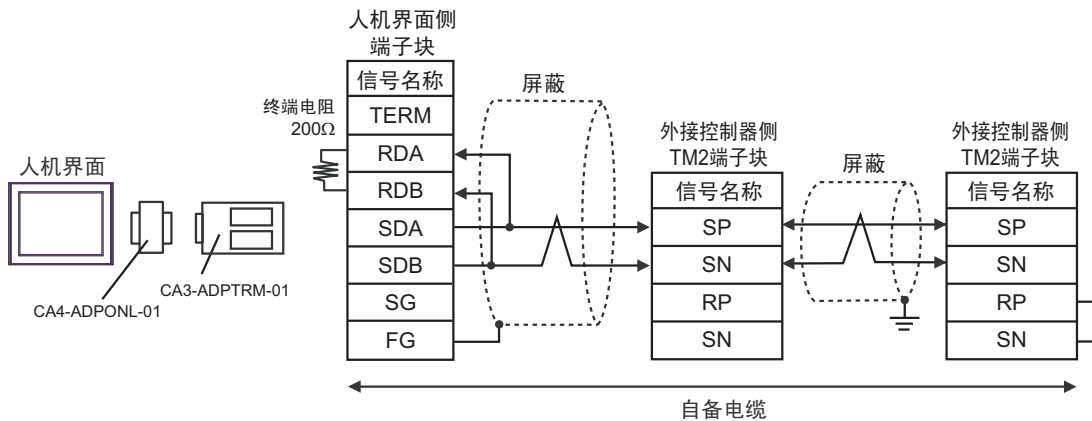 人机界面
CA4-ADPONL-01
CA3-ADPTRM-01
终端电阻
200Ω
人机界面侧
端子块
信号名称
TERM
RDA
RDB
SDA
SDB
SG
FG
屏蔽
外接控制器侧
TM2端子块
信号名称
SP
SN
RP
SN
屏蔽
外接控制器侧
TM2端子块
信号名称
SP
SN
RP
SN
自备电缆